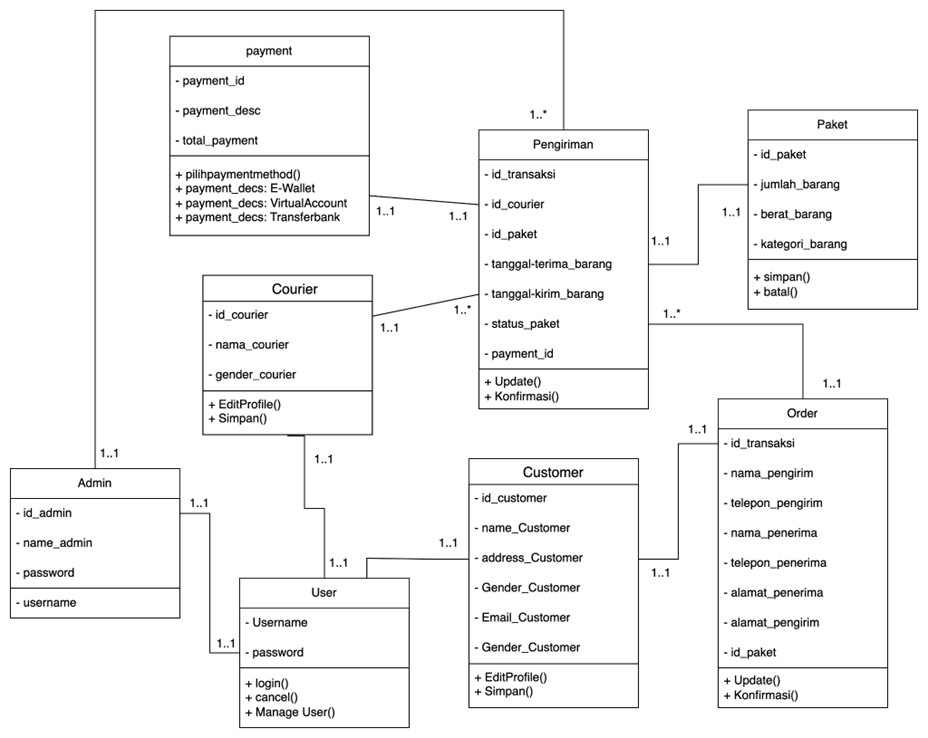 payment
- payment_id
- payment_desc
- total_payment
+ pilihpaymentmethod()
+ payment_decs: E-Wallet
+ payment_decs: VirtualAccount
+ payment_decs: Transferbank
1..1
1..1
1..*
Pengiriman
- id_transaksi
- id_courier
- id_paket
- tanggal-terima_barang
- tanggal-kirim_barang
- status_paket
- payment_id
+ Update()
+ Konfirmasi()
Paket
- id_paket
- jumlah_barang
- berat_barang
- kategori_barang
+ simpan()
+ batal()
1..1
1..1
Courier
- id_courier
- nama_courier
- gender_courier
+ EditProfile()
+ Simpan()
1..1
1..*
1..*
1..1
Order
- id_transaksi
- nama_pengirim
- telepon_pengirim
- nama_penerima
- telepon_penerima
- alamat_penerima
- alamat_pengirim
- id_paket
+ Update()
+ Konfirmasi()
1..1
1..1
Customer
- id_customer
- name_Customer
- address_Customer
- Gender_Customer
- Email_Customer
- Gender_Customer
+ EditProfile()
+ Simpan()
1..1
1..1
1..1
1..1
Admin
- id_admin
- name_admin
- password
- username
1..1
1..1
User
- Username
- password
+ login()
+ cancel()
+ Manage User()